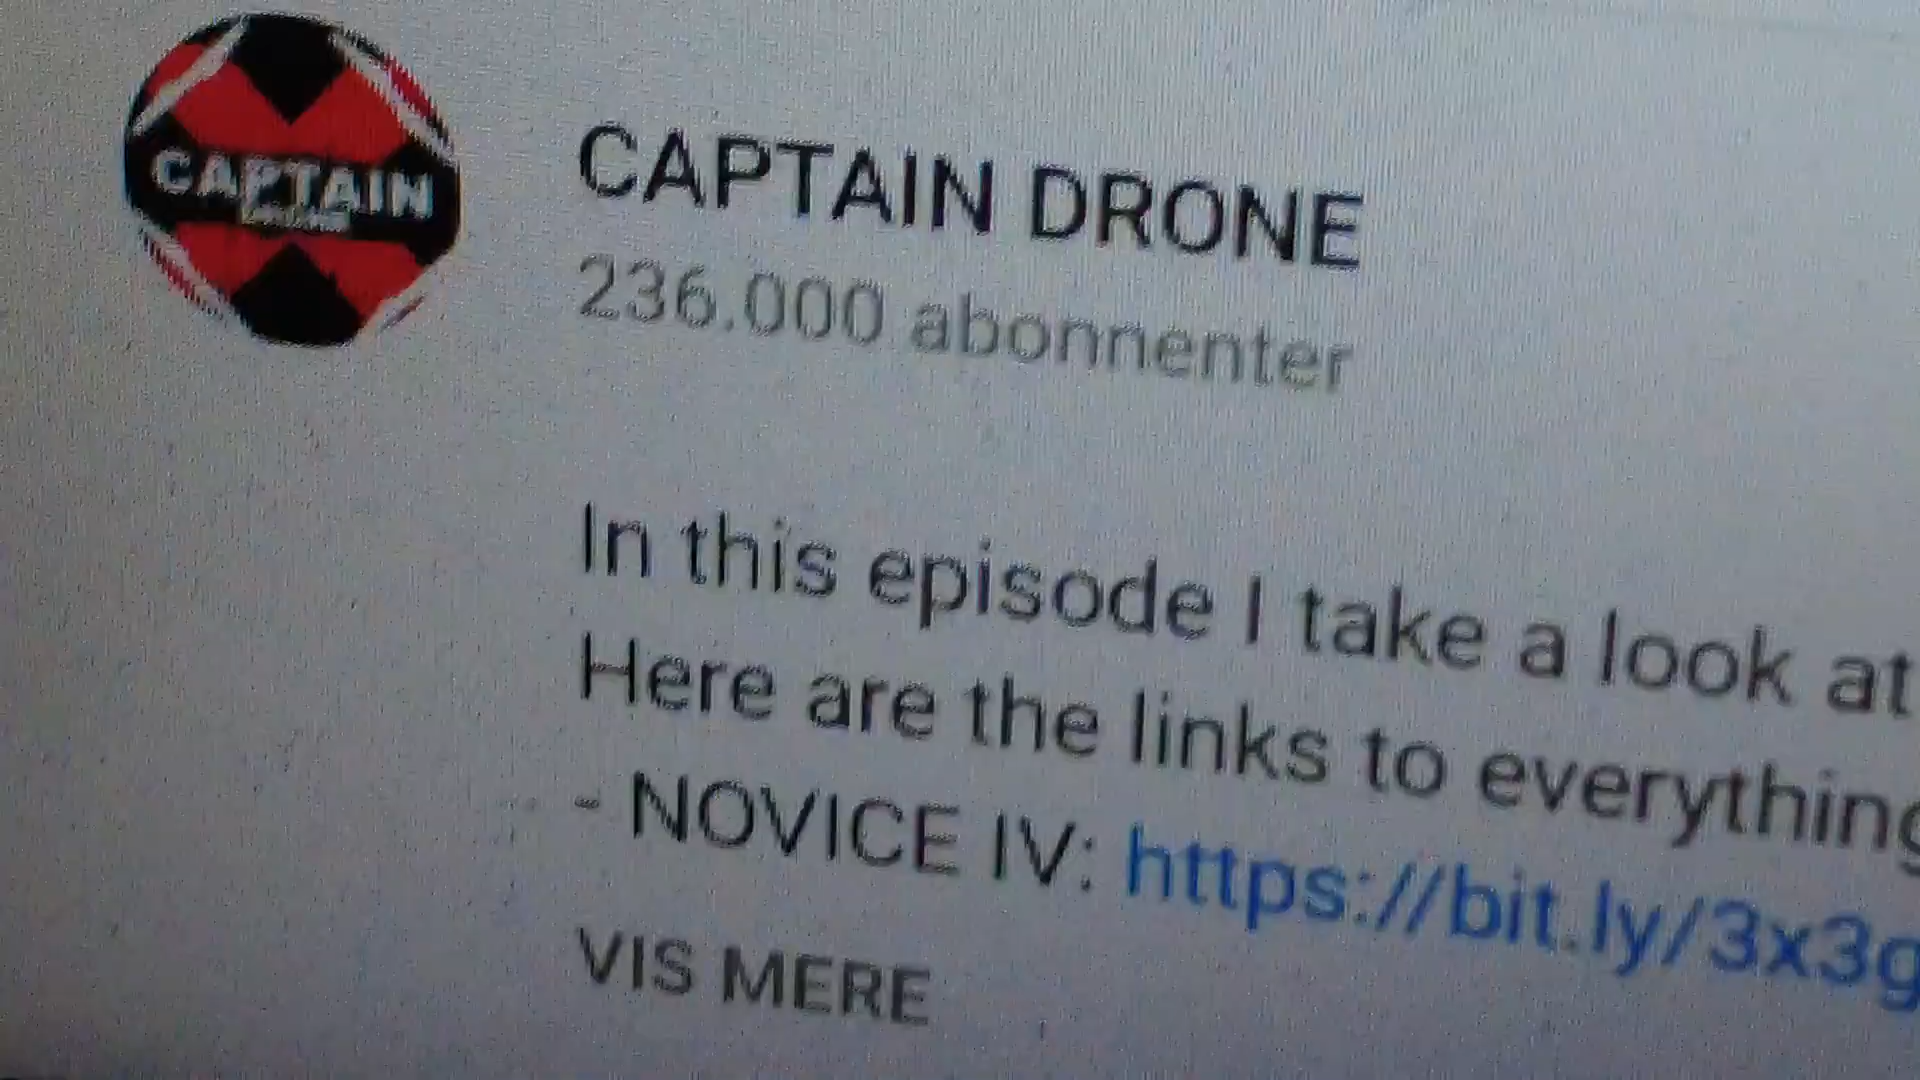 CAPTAIN
CAPTAIN DRONE
236.000 abonnenter
In this episode I take a look at
Here are the links to everything
- NOVICE IV: https://bit.ly/3x3g
VIS MERE